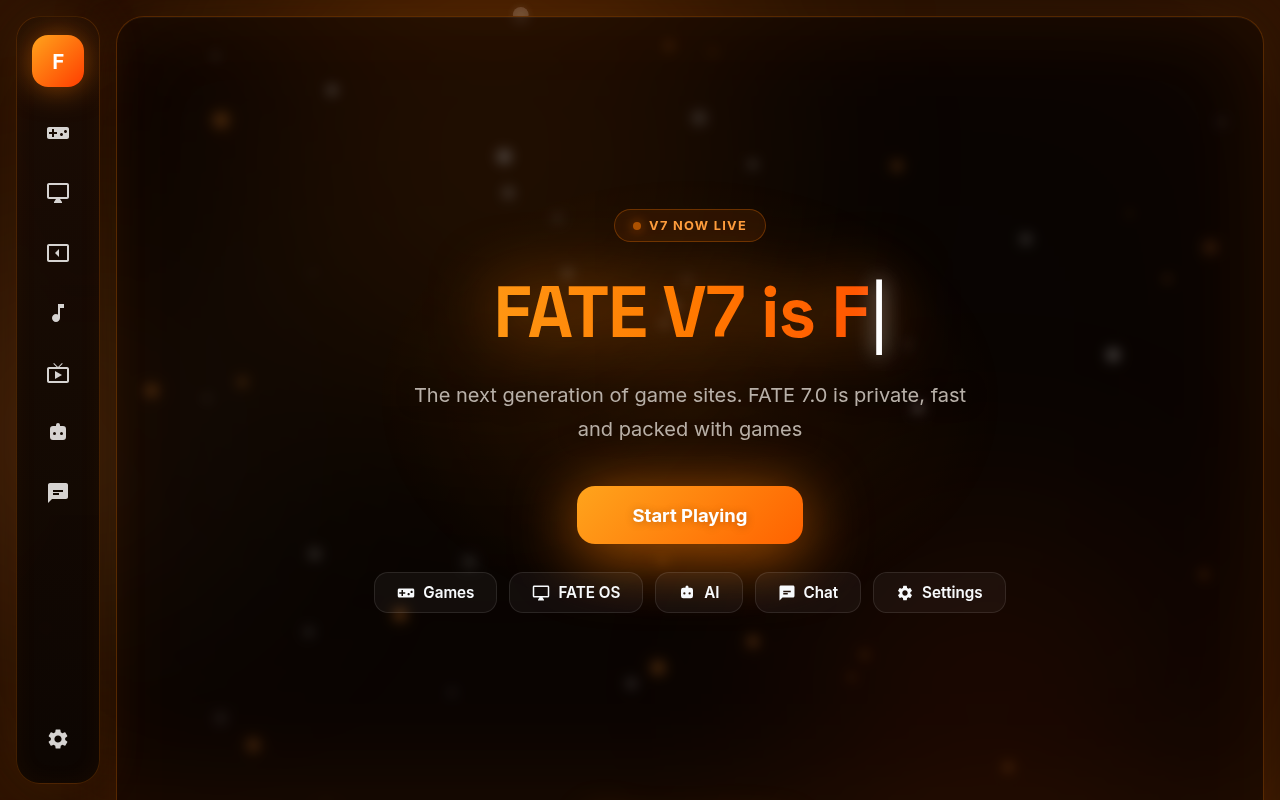 F
V7 NOW LIVE
FATE V7 is F
The next generation of game sites. FATE 7.0 is private, fast
and packed with games
Start Playing
Games
FATE OS
AI
Chat
Settings